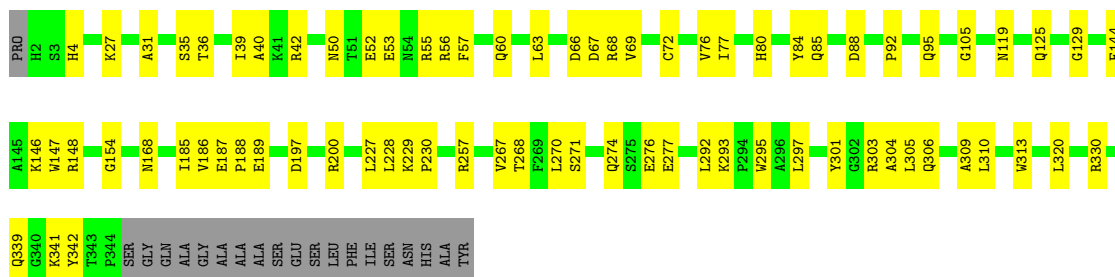 PRO H2 S3 H4 K27 A31 S35 T36 I39 A40 K41 R42 N50 T51 E52 E53 N54 R55 R56 F57 Q60 L63 D66 D67 R68 V69 C72 V76 I77 H80 Y84 Q85 D88 P92 Q95 G105 N119 Q125 G129 E144
A145 K146 W147 R148 G154 N168 I185 V186 E187 P188 E189 D197 R200 L227 L228 K229 P230 R257 V267 T268 F269 L270 S271 Q274 S275 E276 E277 L292 K293 P294 W295 A296 L297 Y301 G302 R303 A304 L305 Q306 A309 L310 W313 L320 R330
Q339 G340 K341 Y342 T343 P344 SER GLY GLN ALA GLY ALA ALA ALA SER GLU SER LEU PHE ILE SER ASN HIS ALA TYR